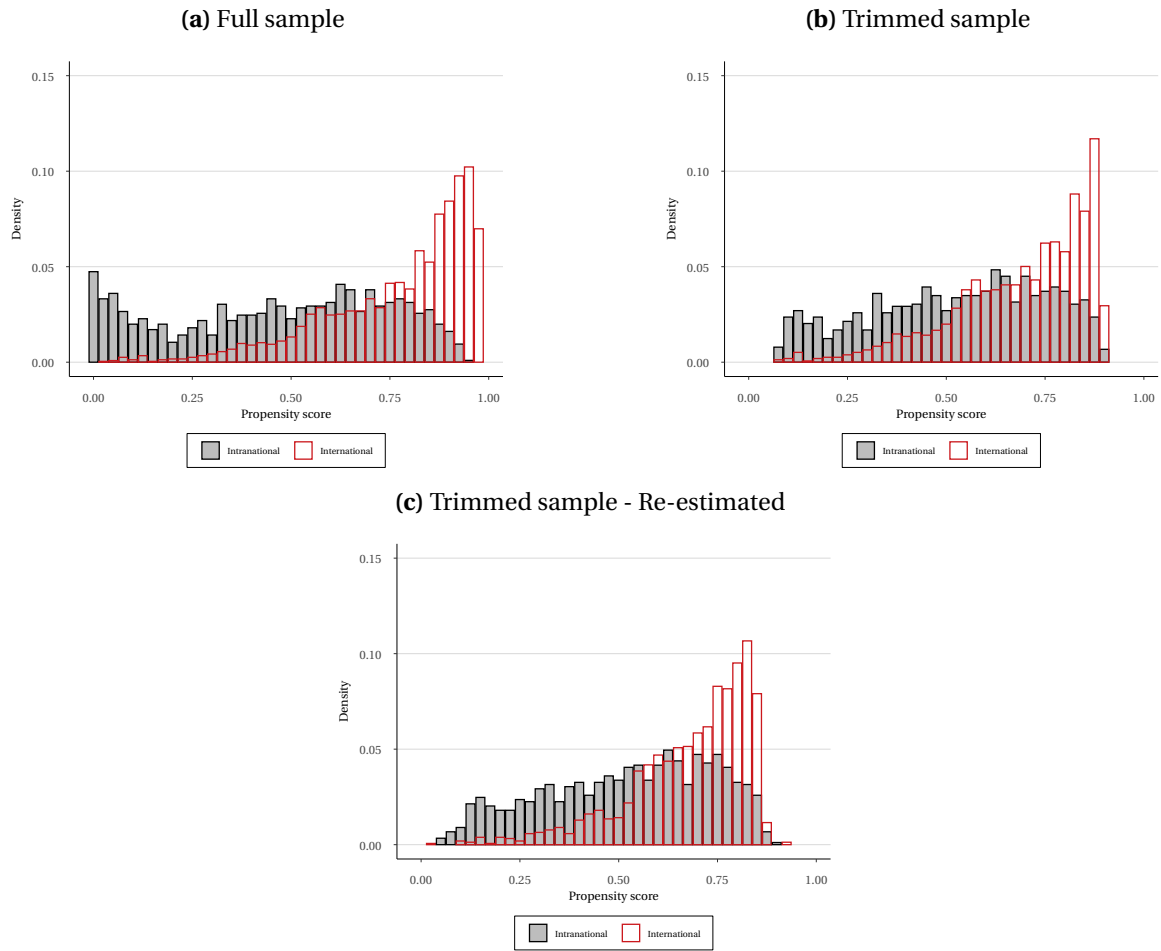 (a) Full sample
0.15
0.10
0.05
0.00
Density
0.00 0.25 0.50 0.75 1.00
Propensity score
Intranational International
(b) Trimmed sample
0.15
0.10
0.05
0.00
Density
0.00 0.25 0.50 0.75 1.00
Propensity score
Intranational International
(c) Trimmed sample - Re-estimated
0.15
0.10
0.05
0.00
Density
0.00 0.25 0.50 0.75 1.00
Propensity score
Intranational International